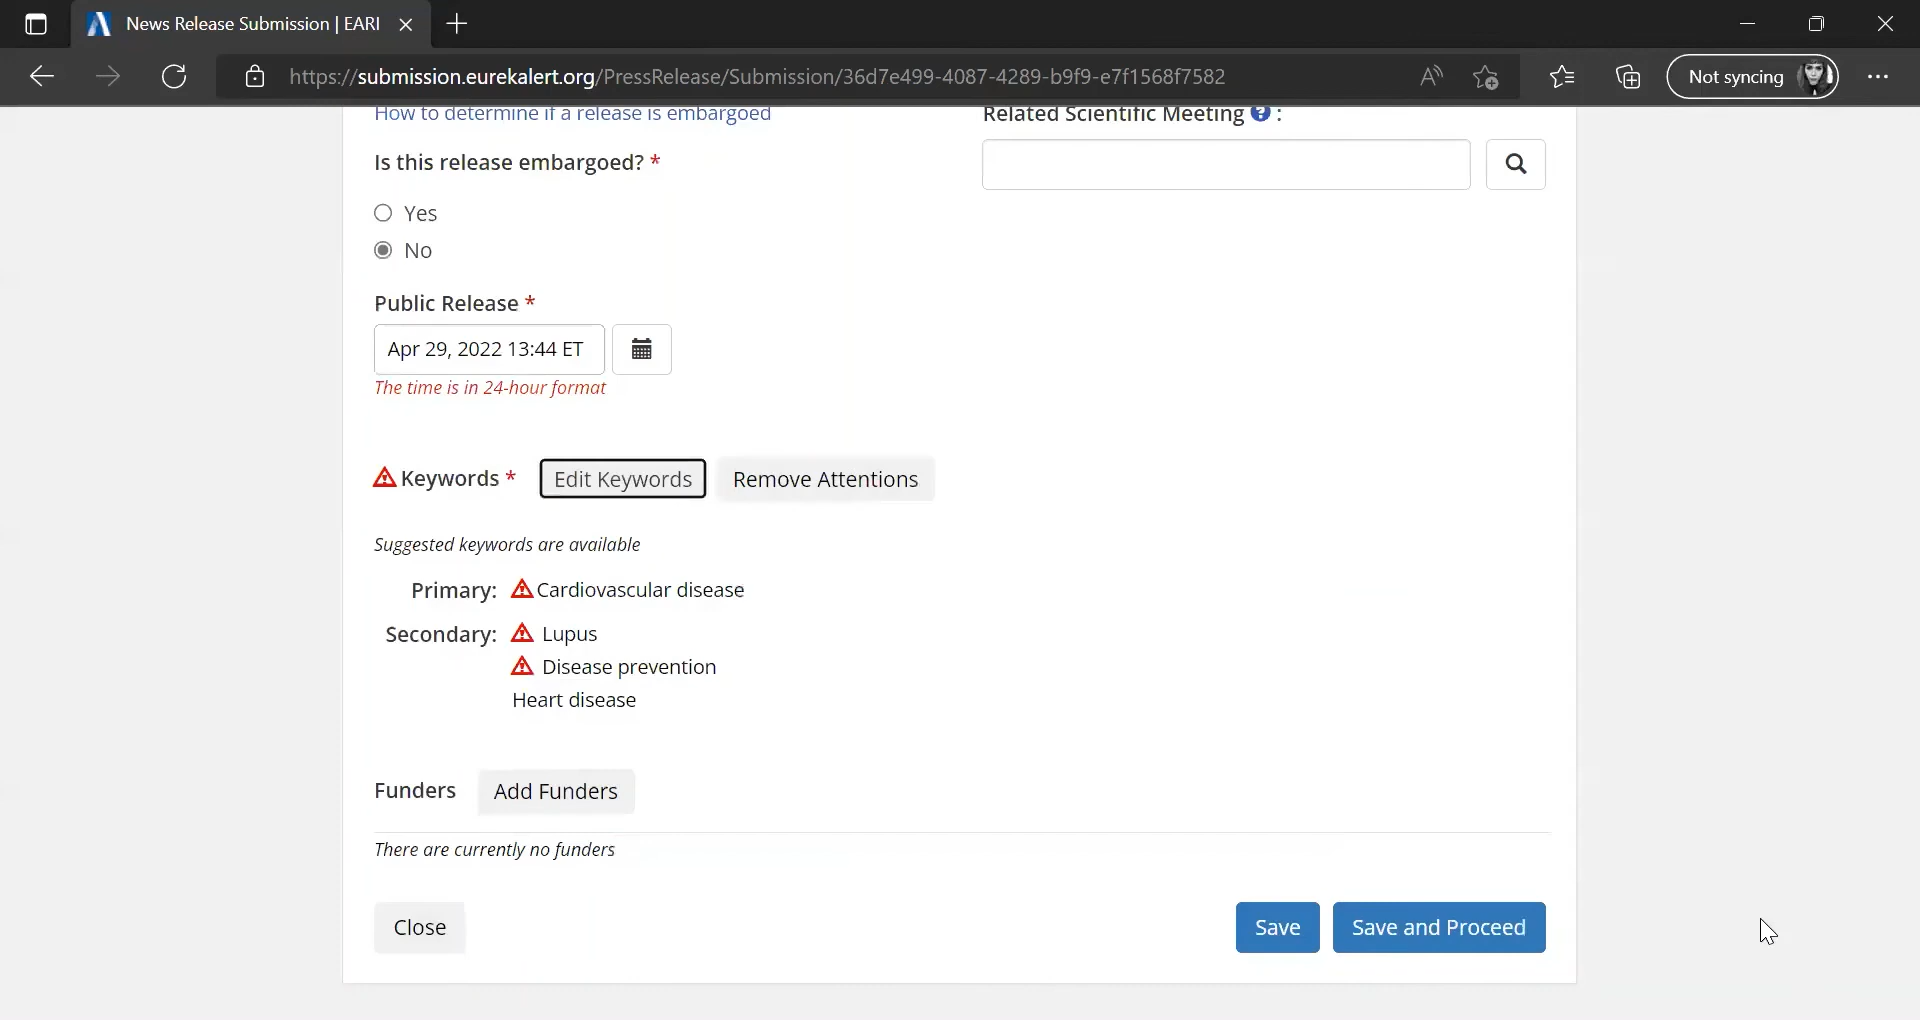 News Release Submission | EARI
https://submission.eurekalert.org/PressRelease/Submission/36d7e499-4087-4289-b9f9-e7f1568f7582
Not syncing
How to determine if a release is embargoed
Related Scientific Meeting ? :
Is this release embargoed? *
Yes
No
Public Release *
Apr 29, 2022 13:44 ET
The time is in 24-hour format
Keywords * Edit Keywords Remove Attentions
Suggested keywords are available
Primary: Cardiovascular disease
Secondary: Lupus
Disease prevention
Heart disease
Funders Add Funders
There are currently no funders
Close Save Save and Proceed